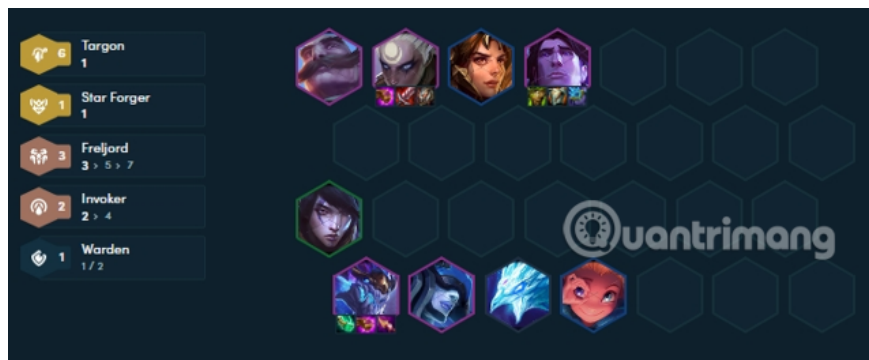 6 Targon
1
1 Star Forger
1
3 Freljord
3 > 5 > 7
2 Invoker
2 > 4
1 Warden
1 / 2
Quantrimang